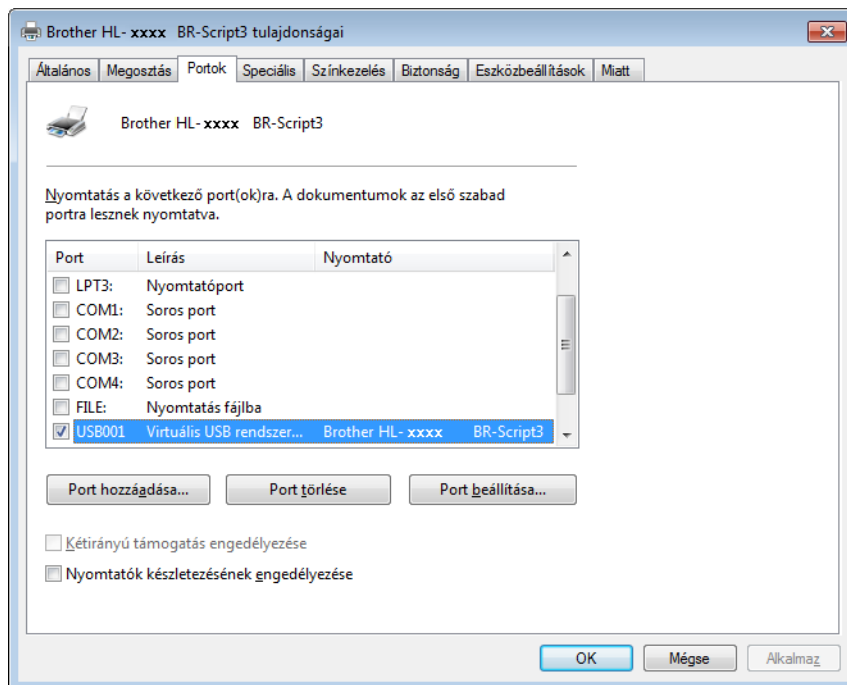 Brother HL- xxxx BR-Script3 tulajdonságai
Általános Megosztás Portok Speciális Színkezelés Biztonság Eszközbeállítások Miatt
Brother HL- xxxx BR-Script3
Nyomtatás a következő port(ok)ra. A dokumentumok az első szabad
portra lesznek nyomtatva.
Port Leírás Nyomtató
LPT3: Nyomtatóport
COM1: Soros port
COM2: Soros port
COM3: Soros port
COM4: Soros port
FILE: Nyomtatás fájlba
USB001 Virtuális USB rendszer... Brother HL- xxxx BR-Script3
Port hozzáadása... Port törlése Port beállítása...
Kétirányú támogatás engedélyezése
Nyomtatók készletezésének engedélyezése
OK Mégse Alkalmaz